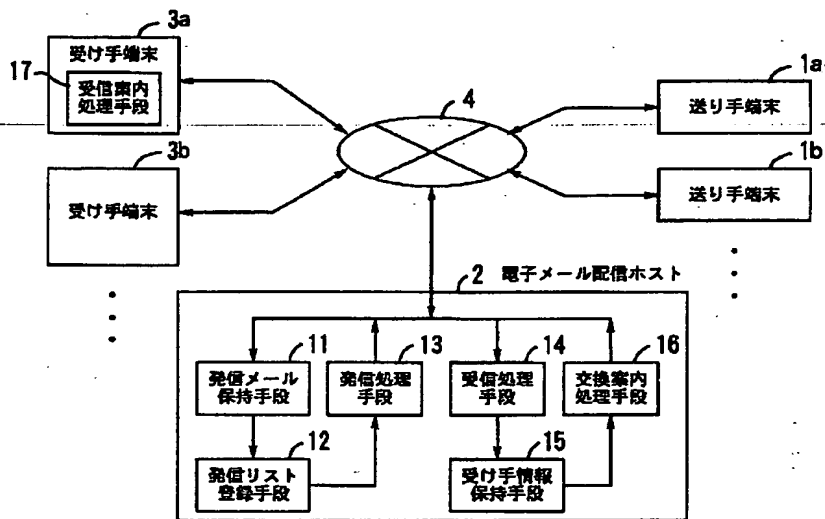 3a
受け手端末
17
受信案内
処理手段
3b
受け手端末
4
1a
送り手端末
1b
送り手端末
2 電子メール配信ホスト
11
発信メール
保持手段
13
発信処理
手段
14
受信処理
手段
16
交換案内
処理手段
12
発信リスト
登録手段
15
受け手情報
保持手段